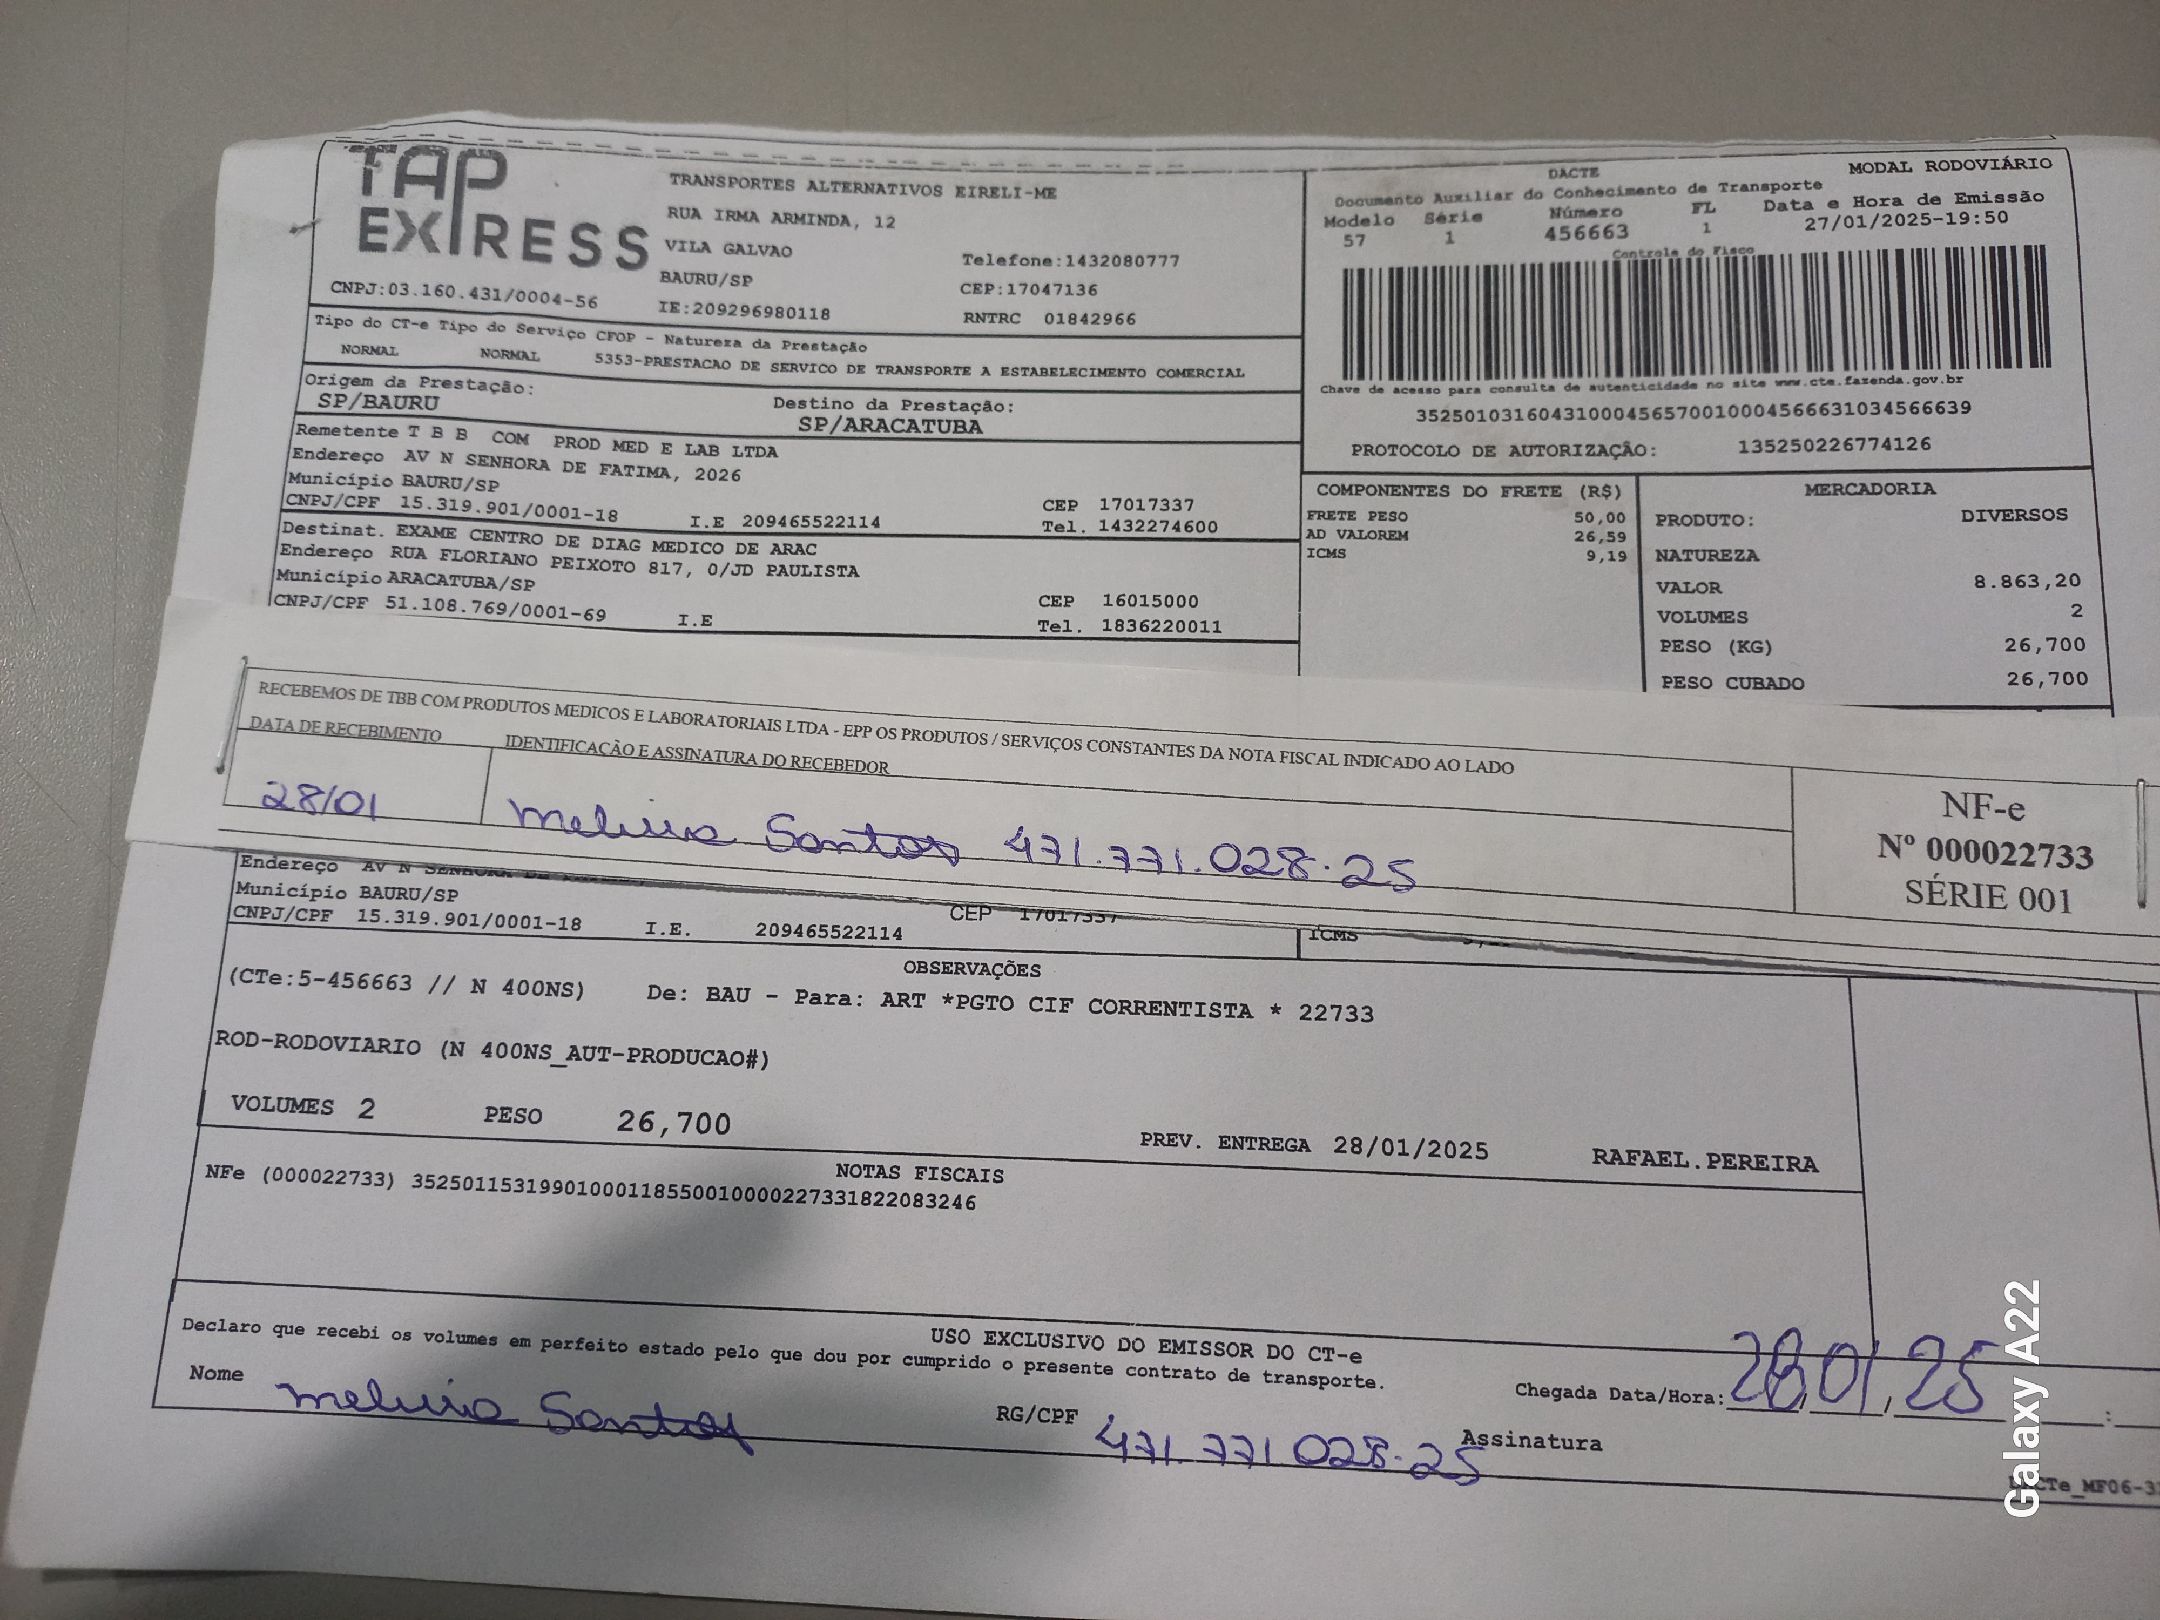 TAP EXPRESS
TRANSPORTES ALTERNATIVOS EIRELI-ME
RUA IRMA ARMINDA, 12
VILA GALVAO
Telefone:1432080777
BAURU/SP
CEP:17047136
CNPJ:03.160.431/0004-56
IE:209296980118
RNTRC 01842966
DACTE
MODAL RODOVIÁRIO
Documento Auxiliar do Conhecimento de Transporte
Modelo Série Número FL Data e Hora de Emissão
57 1 456663 1 27/01/2025-19:50
Controle do Fisco
Chave de acesso para consulta de autenticidade no site www.cte.fazenda.gov.br
35250103160431000456570010004566631034566639
PROTOCOLO DE AUTORIZAÇÃO: 135250226774126
Tipo do CT-e Tipo do Serviço CFOP - Natureza da Prestação
NORMAL NORMAL 5353-PRESTACAO DE SERVICO DE TRANSPORTE A ESTABELECIMENTO COMERCIAL
Origem da Prestação:
SP/BAURU
Destino da Prestação:
SP/ARACATUBA
Remetente T B B COM PROD MED E LAB LTDA
Endereço AV N SENHORA DE FATIMA, 2026
Município BAURU/SP
CEP 17017337
CNPJ/CPF 15.319.901/0001-18 I.E 209465522114 Tel. 1432274600
Destinat. EXAME CENTRO DE DIAG MEDICO DE ARAC
Endereço RUA FLORIANO PEIXOTO 817, 0/JD PAULISTA
Município ARACATUBA/SP
CEP 16015000
CNPJ/CPF 51.108.769/0001-69 I.E Tel. 1836220011
COMPONENTES DO FRETE (R$)
FRETE PESO 50,00
AD VALOREM 26,59
ICMS 9,19
MERCADORIA
PRODUTO: DIVERSOS
NATUREZA
VALOR 8.863,20
VOLUMES 2
PESO (KG) 26,700
PESO CUBADO 26,700
RECEBEMOS DE TBB COM PRODUTOS MEDICOS E LABORATORIAIS LTDA - EPP OS PRODUTOS / SERVIÇOS CONSTANTES DA NOTA FISCAL INDICADO AO LADO
DATA DE RECEBIMENTO
IDENTIFICAÇÃO E ASSINATURA DO RECEBEDOR
28/01
Melivia Santos 471.771.028.25
NF-e
Nº 000022733
SÉRIE 001
Endereço AV N SENHORA DE
Município BAURU/SP
CEP 17017337
CNPJ/CPF 15.319.901/0001-18 I.E. 209465522114
ICMS
OBSERVAÇÕES
(CTe:5-456663 // N 400NS) De: BAU - Para: ART *PGTO CIF CORRENTISTA * 22733
ROD-RODOVIARIO (N 400NS_AUT-PRODUCAO#)
VOLUMES 2 PESO 26,700
PREV. ENTREGA 28/01/2025 RAFAEL.PEREIRA
NOTAS FISCAIS
NFe (000022733) 35250115319901000118550010000227331822083246
USO EXCLUSIVO DO EMISSOR DO CT-e
Declaro que recebi os volumes em perfeito estado pelo que dou por cumprido o presente contrato de transporte.
Chegada Data/Hora: 28,01,25
Nome Melivia Santos
RG/CPF 471.771 028.25
Assinatura
Galaxy A22